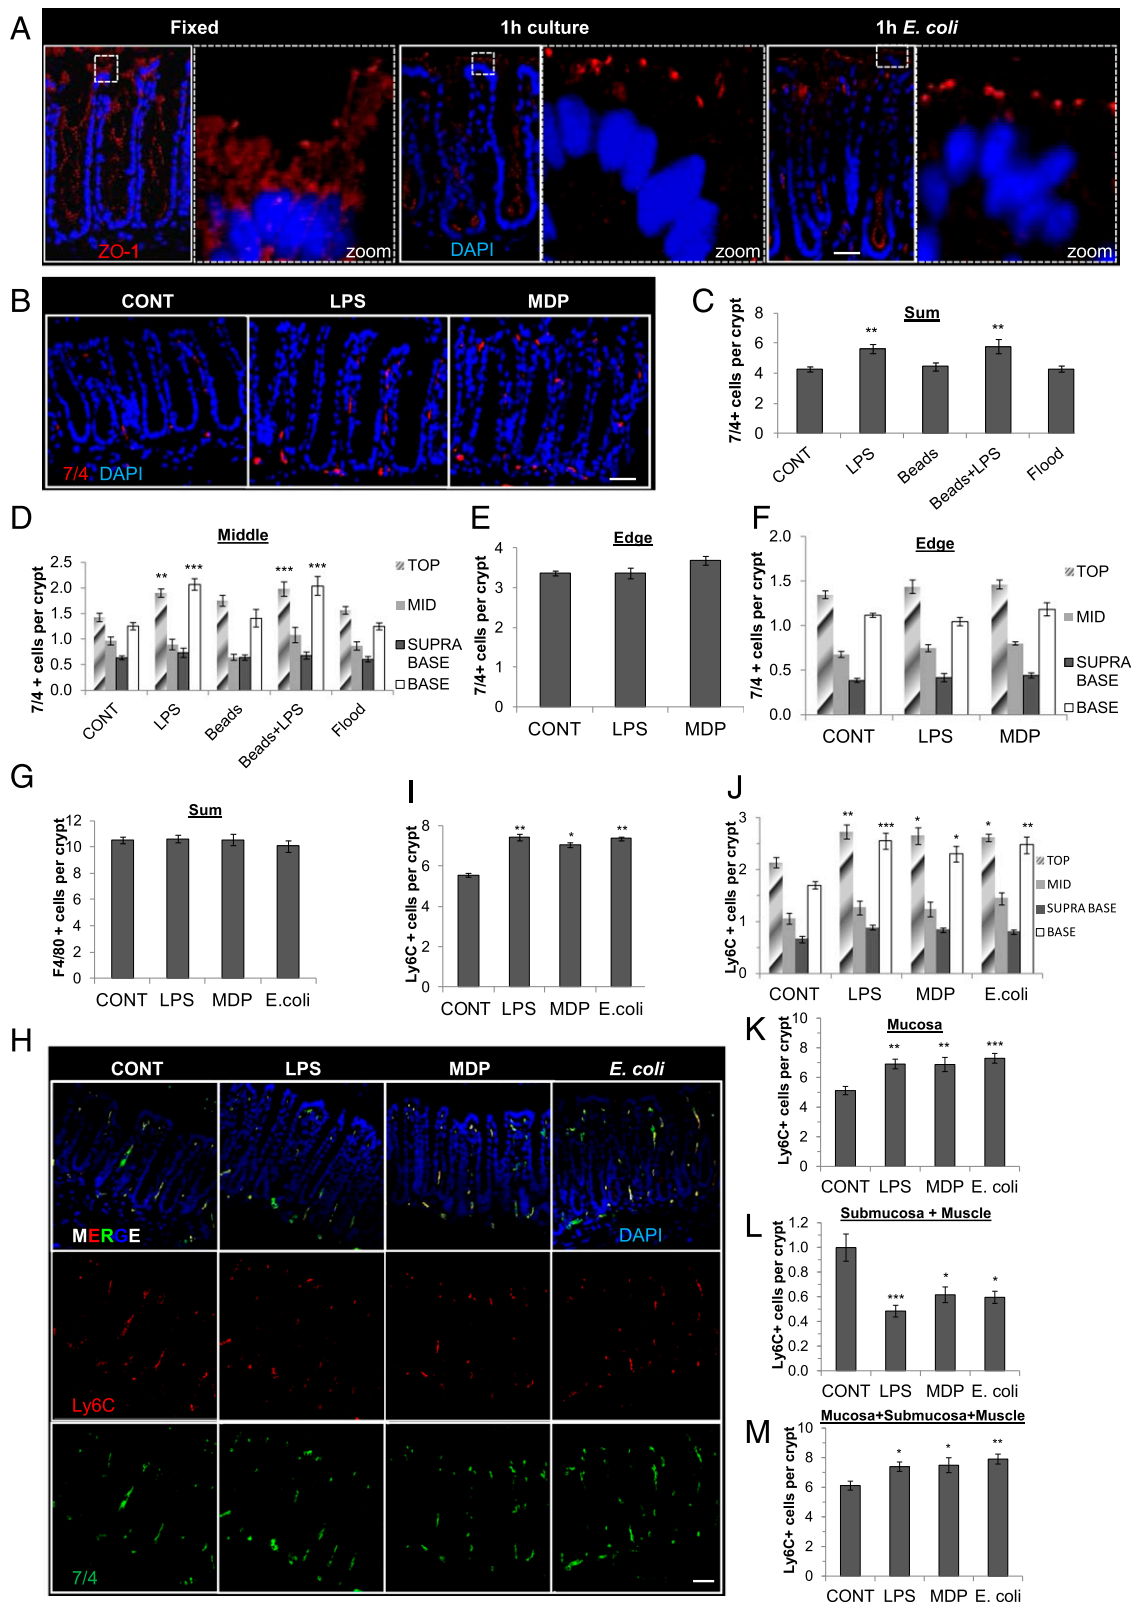 A
Fixed
1h culture
1h E. coli
ZO-1
zoom
DAPI
zoom
zoom
B
CONT
LPS
MDP
7/4 DAPI
C
Sum
7/4+ cells per crypt
8
6
4
2
0
CONT
LPS
Beads
Beads+LPS
Flood
**
**
D
Middle
7/4 + cells per crypt
2.5
2.0
1.5
1.0
0.5
0.0
** ***
*** ***
CONT
LPS
Beads
Beads+LPS
Flood
TOP
MID
SUPRA
BASE
BASE
E
Edge
7/4+ cells per crypt
4
3
2
1
0
CONT LPS MDP
F
Edge
7/4 + cells per crypt
2.0
1.5
1.0
0.5
0.0
CONT LPS MDP
TOP
MID
SUPRA
BASE
BASE
G
Sum
F4/80 + cells per crypt
12
10
8
6
4
2
0
CONT LPS MDP E.coli
I
Ly6C + cells per crypt
8
6
4
2
0
** * **
CONT LPS MDP E.coli
J
Ly6C + cells per crypt
3
2
1
0
** *** * * * **
CONT LPS MDP E.coli
TOP
MID
SUPRA BASE
BASE
H
CONT
LPS
MDP
E. coli
MERGE
DAPI
Ly6C
7/4
K
Mucosa
Ly6C+ cells per crypt
10
8
6
4
2
0
** ** ***
CONT LPS MDP E. coli
L
Submucosa + Muscle
Ly6C+ cells per crypt
1.2
1.0
0.8
0.6
0.4
0.2
0.0
*** * *
CONT LPS MDP E. coli
M
Mucosa+Submucosa+Muscle
Ly6C+ cells per crypt
10
8
6
4
2
0
* * **
CONT LPS MDP E. coli